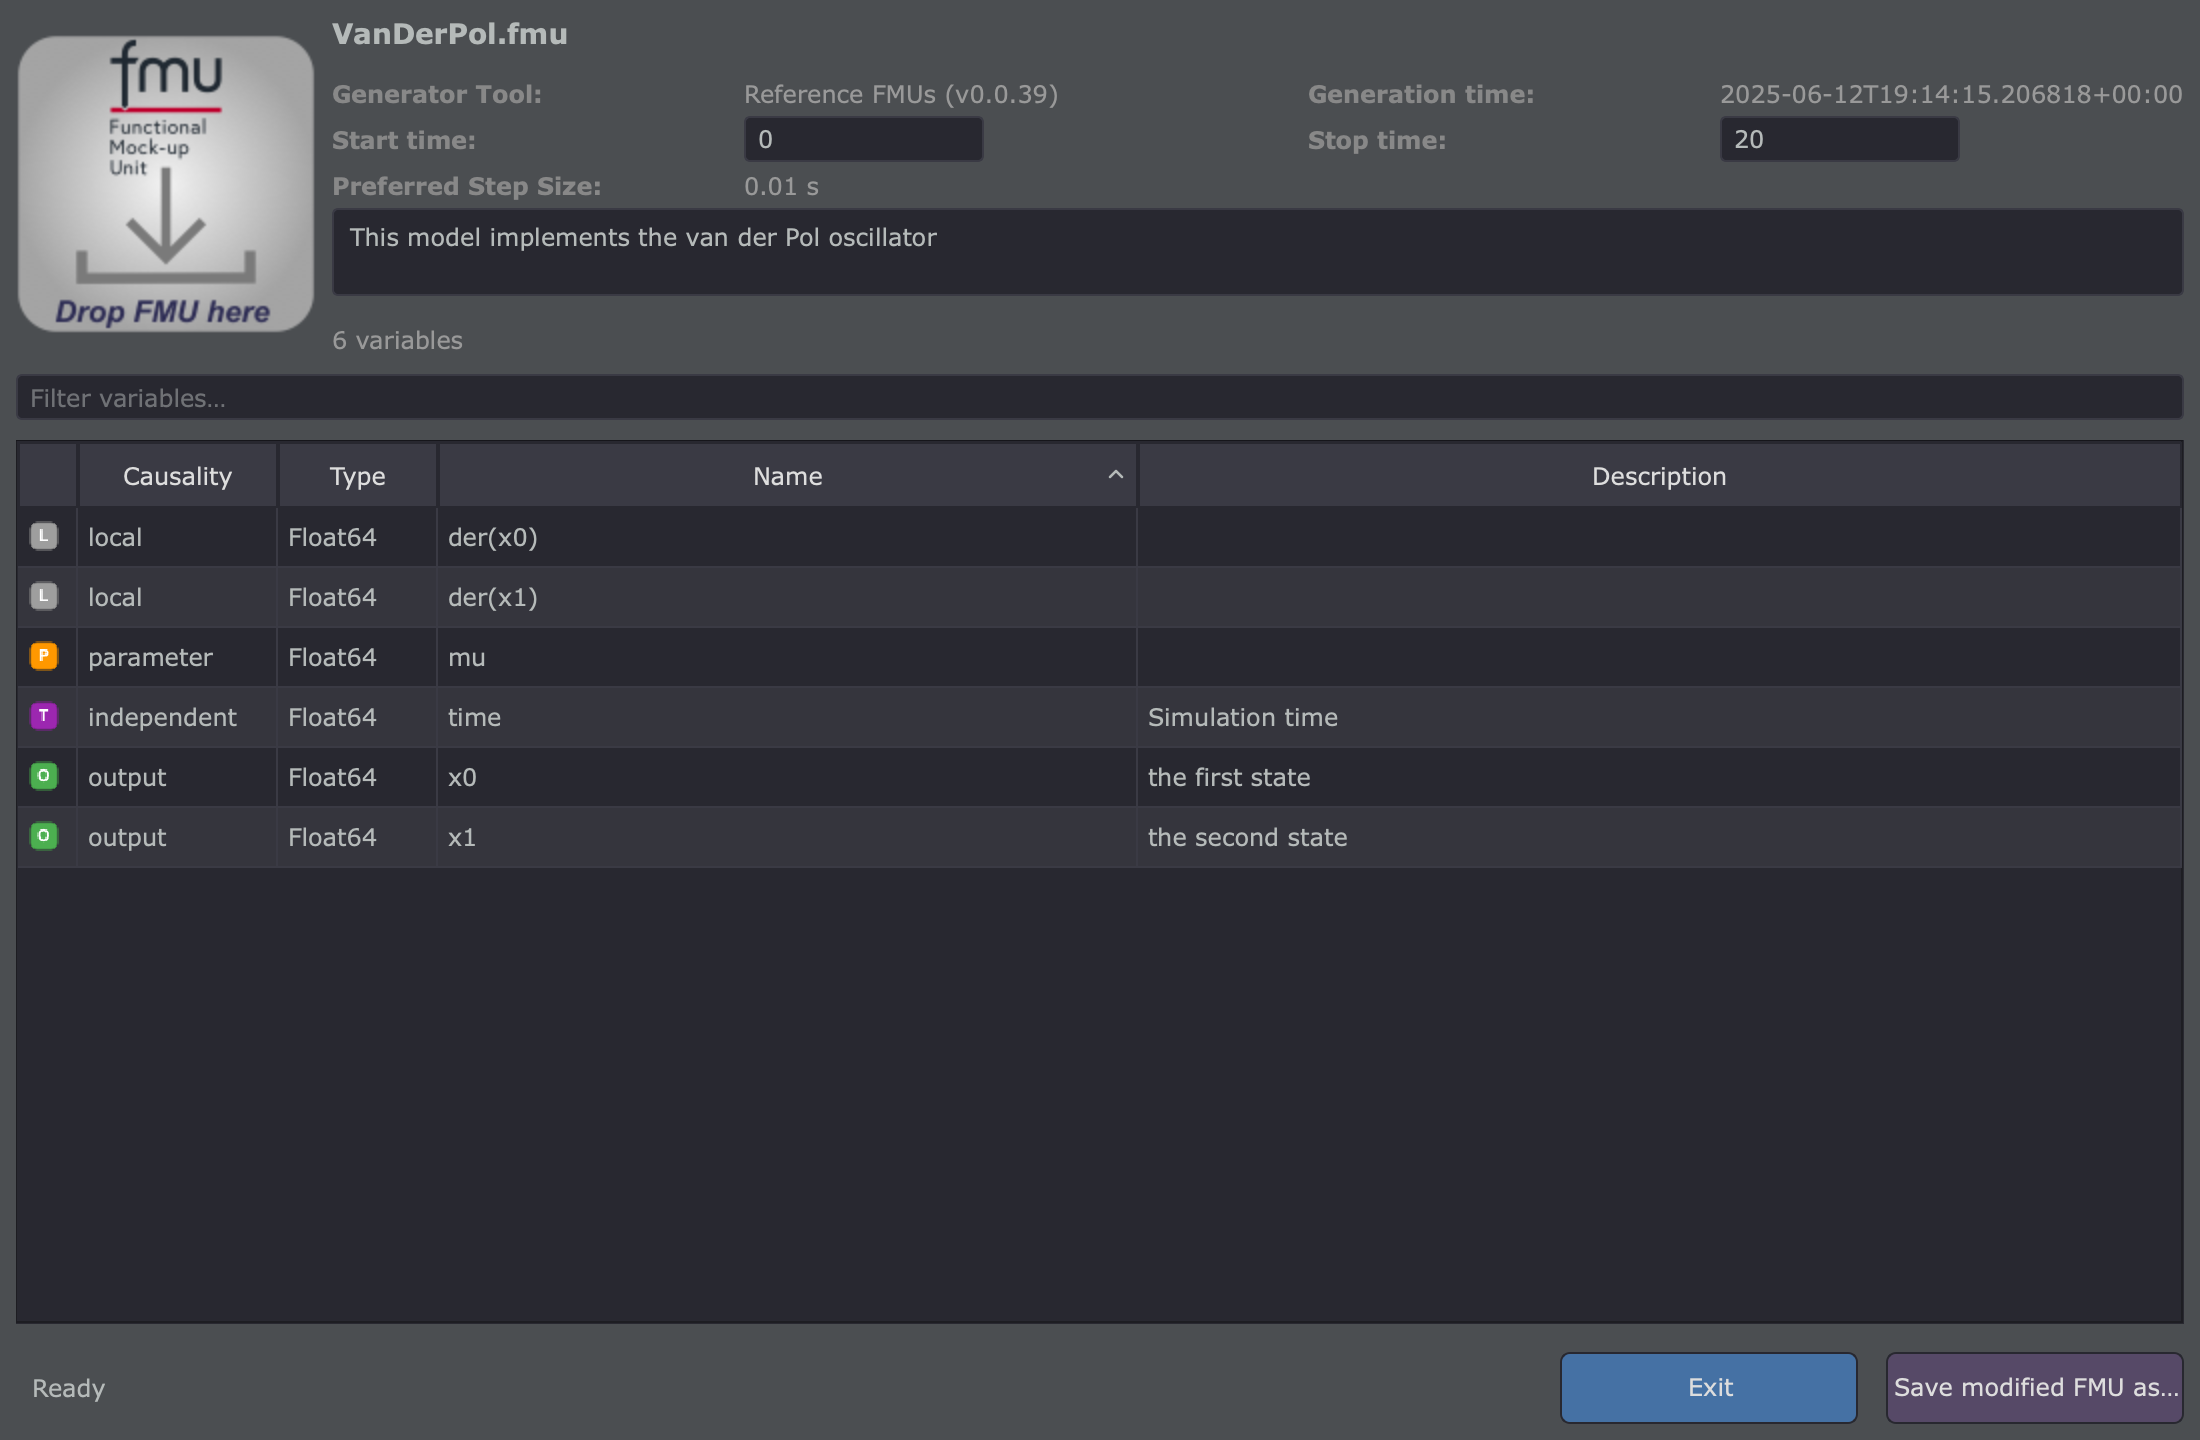 VanDerPol.fmu
fmu
Functional
Mock-up
Unit
Drop FMU here
Generator Tool: Reference FMUs (v0.0.39) Generation time: 2025-06-12T19:14:15.206818+00:00
Start time: 0 Stop time: 20
Preferred Step Size: 0.01 s
This model implements the van der Pol oscillator
6 variables
Filter variables...
Causality Type Name Description
L local Float64 der(x0)
L local Float64 der(x1)
P parameter Float64 mu
T independent Float64 time Simulation time
O output Float64 x0 the first state
O output Float64 x1 the second state
Ready Exit Save modified FMU as...